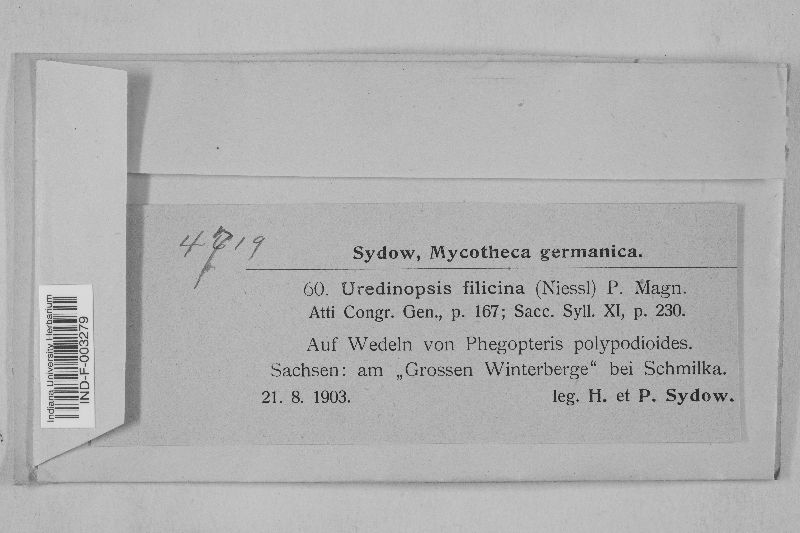 4719
Sydow, Mycotheca germanica.
60. Uredinopsis filicina (Niessl) P. Magn.
Atti Congr. Gen., p. 167; Sacc. Syll. XI, p. 230.
Auf Wedeln von Phegopteris polypodioides.
Sachsen: am „Grossen Winterberge“ bei Schmilka.
21. 8. 1903. leg. H. et P. Sydow.
Indiana University Herbarium
IND-F-003279